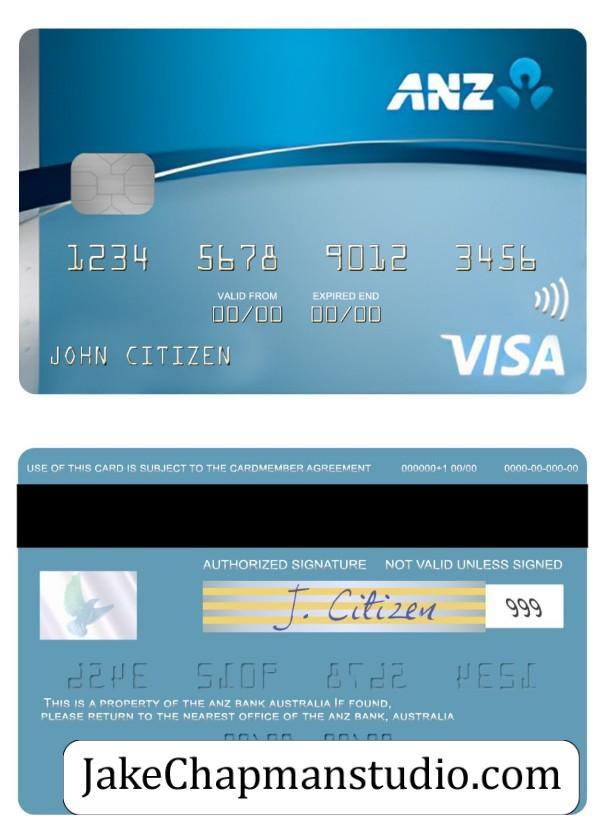 ANZ
1234 5678 9012 3456
VALID FROM EXPIRED END
00/00 00/00
JOHN CITIZEN
VISA
USE OF THIS CARD IS SUBJECT TO THE CARDMEMBER AGREEMENT 000000+1 00/00 0000-00-000-00
AUTHORIZED SIGNATURE NOT VALID UNLESS SIGNED
J. Citizen 999
THIS IS A PROPERTY OF THE ANZ BANK AUSTRALIA IF FOUND,
PLEASE RETURN TO THE NEAREST OFFICE OF THE ANZ BANK, AUSTRALIA
JakeChapmanstudio.com